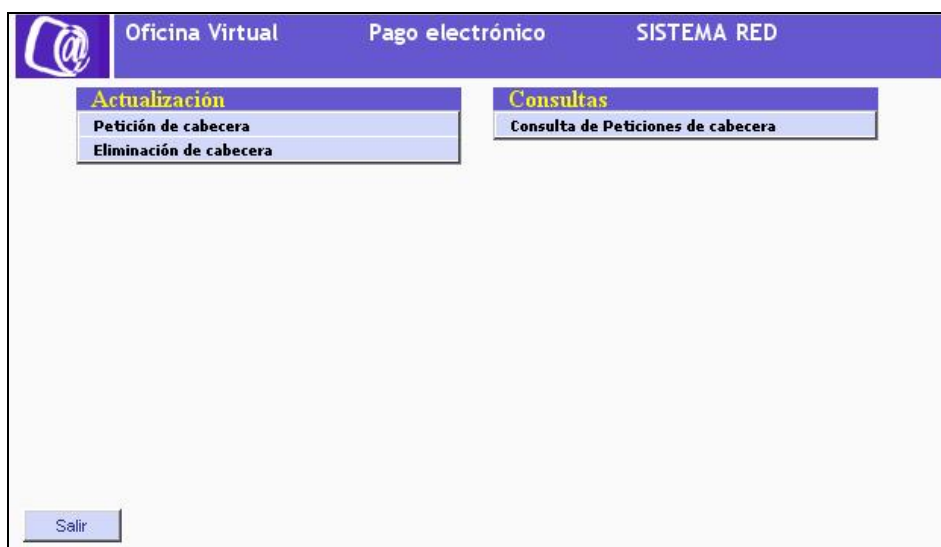 @
Oficina Virtual Pago electrónico SISTEMA RED
Actualización
Petición de cabecera
Eliminación de cabecera
Consultas
Consulta de Peticiones de cabecera
Salir